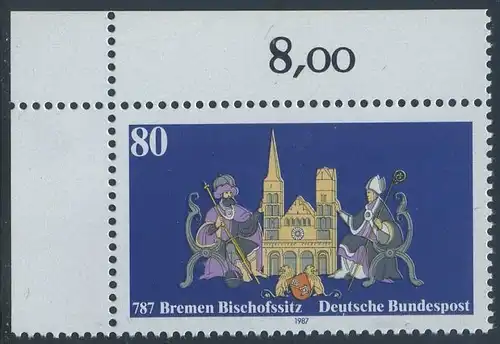 8,00
80
787 Bremen Bischofssitz Deutsche Bundespost
1987